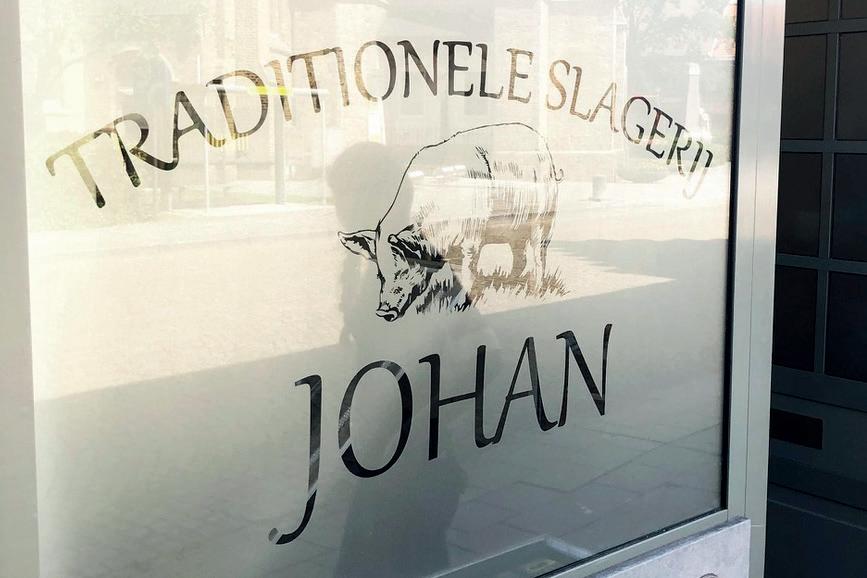 TRADITIONELE SLAGERIJ
JOHAN